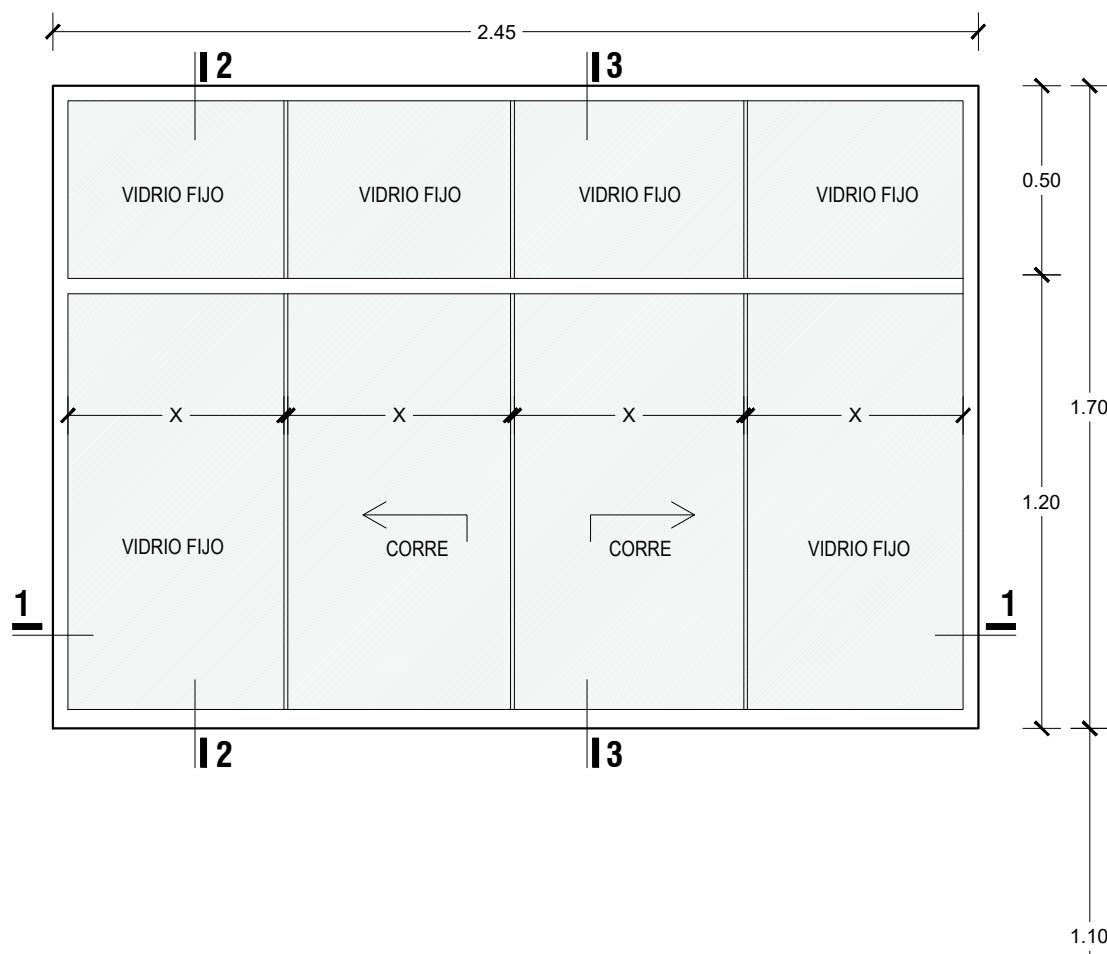 2.45
2 3
VIDRIO FIJO VIDRIO FIJO VIDRIO FIJO VIDRIO FIJO
0.50
X X X X
1.70
1.20
VIDRIO FIJO CORRE CORRE VIDRIO FIJO
1 1
2 3
1.10